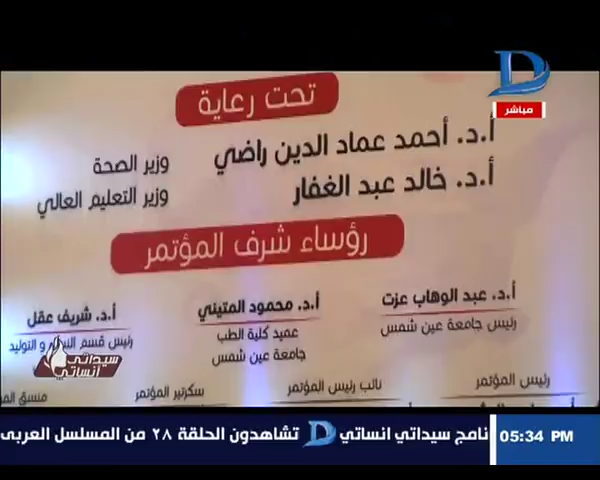 مباشر
تحت رعاية
أ.د. أحمد عماد الدين راضي وزير الصحة
أ.د. خالد عبد الغفار وزير التعليم العالي
رؤساء شرف المؤتمر
أ.د. عبد الوهاب عزت
رئيس جامعة عين شمس
أ.د. محمود المتيني
عميد كلية الطب
جامعة عين شمس
أ.د. شريف عقل
رئيس قسم و التوليد
رئيس المؤتمر
نائب رئيس المؤتمر
سكرتير المؤتمر
منسق
سيداتي
انساتي
نامج سيداتي انساتي تشاهدون الحلقة ٢٨ من المسلسل العربى
05:34 PM